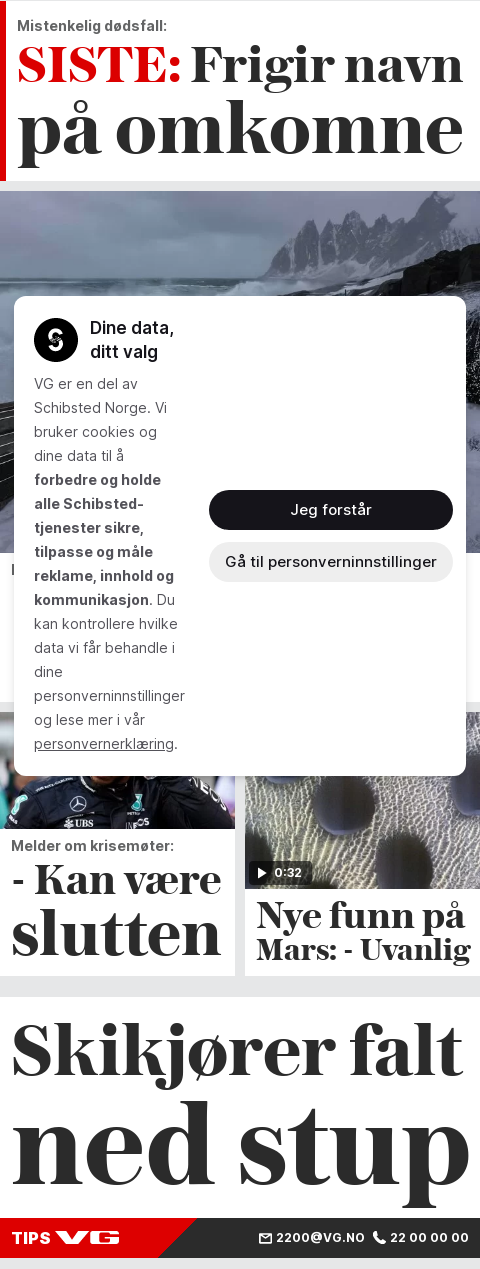 Mistenkelig dødsfall:
SISTE: Frigir navn
på omkomne
Dine data,
ditt valg
VG er en del av
Schibsted Norge. Vi
bruker cookies og
dine data til å
forbedre og holde
alle Schibsted-
tjenester sikre,
tilpasse og måle
reklame, innhold og
kommunikasjon. Du
kan kontrollere hvilke
data vi får behandle i
dine
personverninnstillinger
og lese mer i vår
personvernerklæring.
Jeg forstår
Gå til personverninnstillinger
UBS
INEOS
INEOS
Melder om krisemøter:
- Kan være
slutten
0:32
Nye funn på
Mars: - Uvanlig
Skikjører falt
ned stup
TIPS VG 2200@VG.NO 22 00 00 00